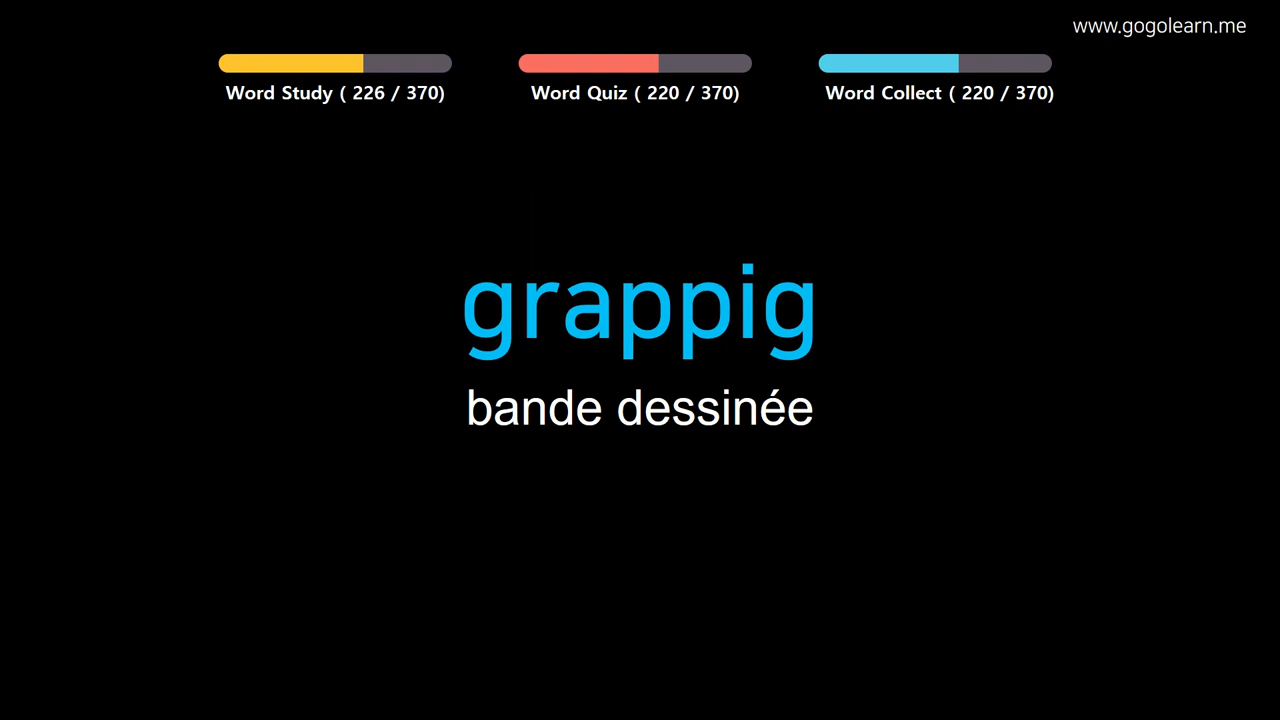 www.gogolearn.me
Word Study ( 226 / 370)
Word Quiz ( 220 / 370)
Word Collect ( 220 / 370)
grappig
bande dessinée